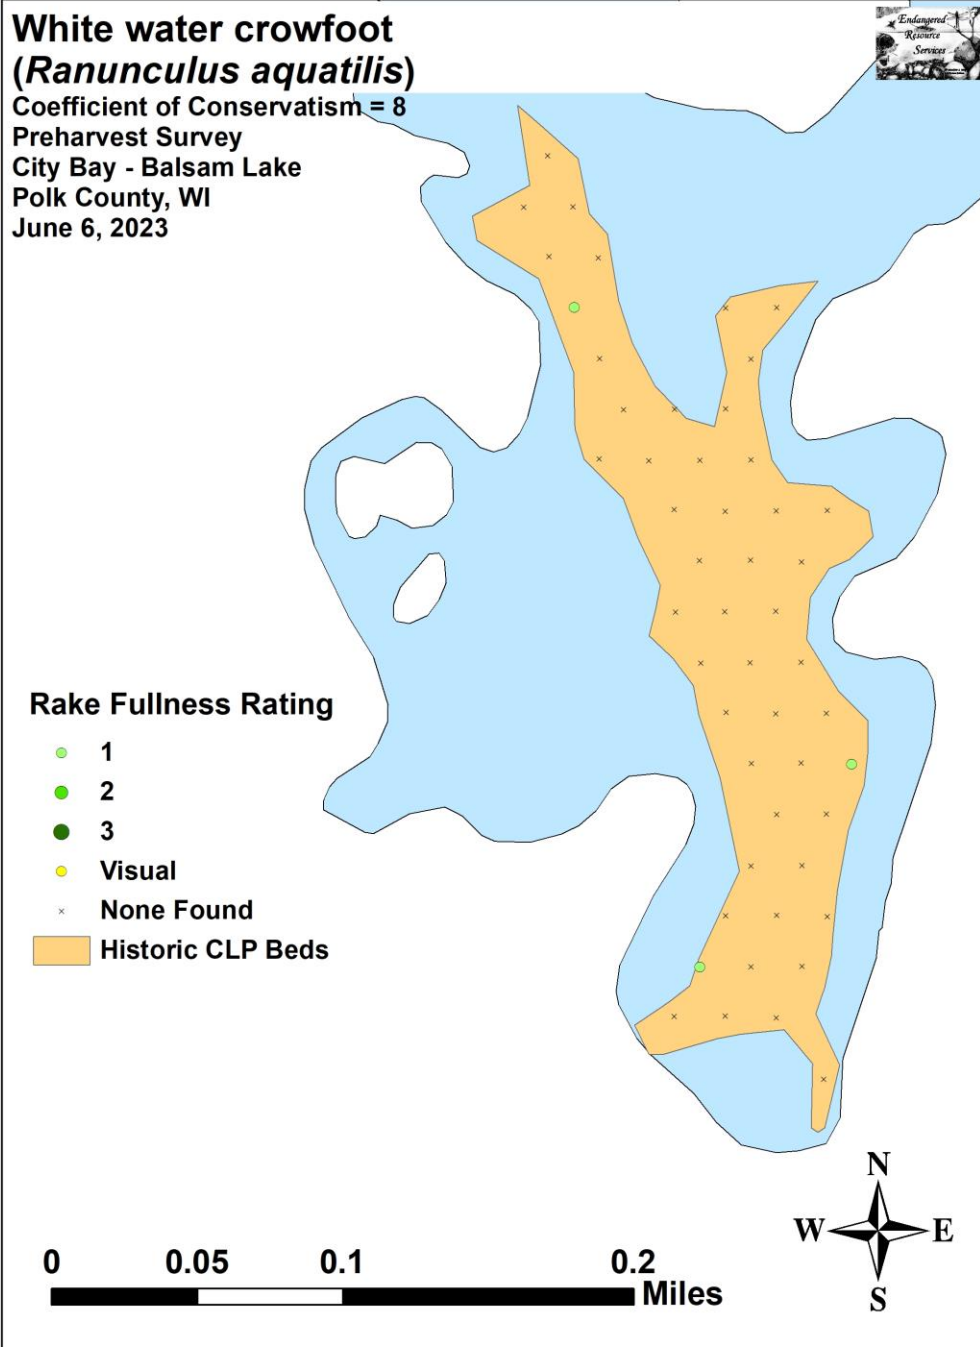 White water crowfoot
(Ranunculus aquatilis)
Coefficient of Conservatism = 8
Preharvest Survey
City Bay - Balsam Lake
Polk County, WI
June 6, 2023
Endangered
Resource
Services
Rake Fullness Rating
1
2
3
Visual
None Found
Historic CLP Beds
N
W E
S
0 0.05 0.1 0.2
Miles